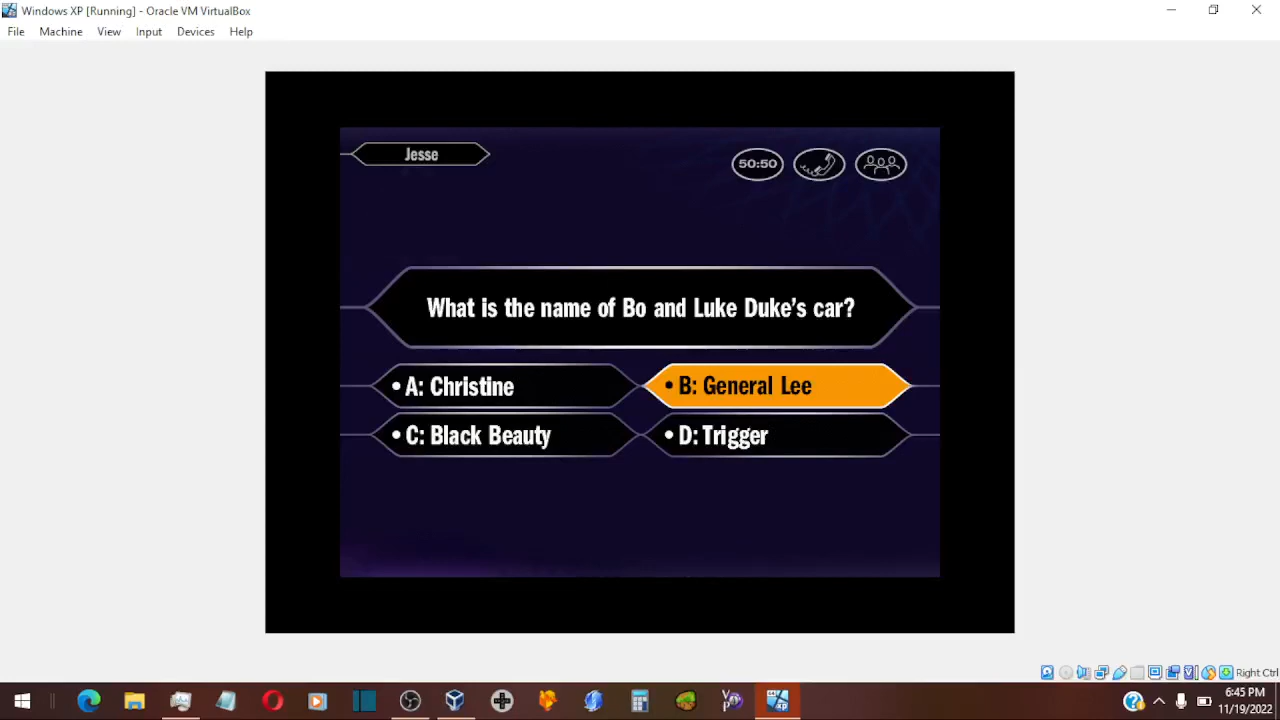 Windows XP [Running] - Oracle VM VirtualBox
File Machine View Input Devices Help
Jesse
50:50
What is the name of Bo and Luke Duke's car?
• A: Christine
• B: General Lee
• C: Black Beauty
• D: Trigger
Right Ctrl
6:45 PM
11/19/2022